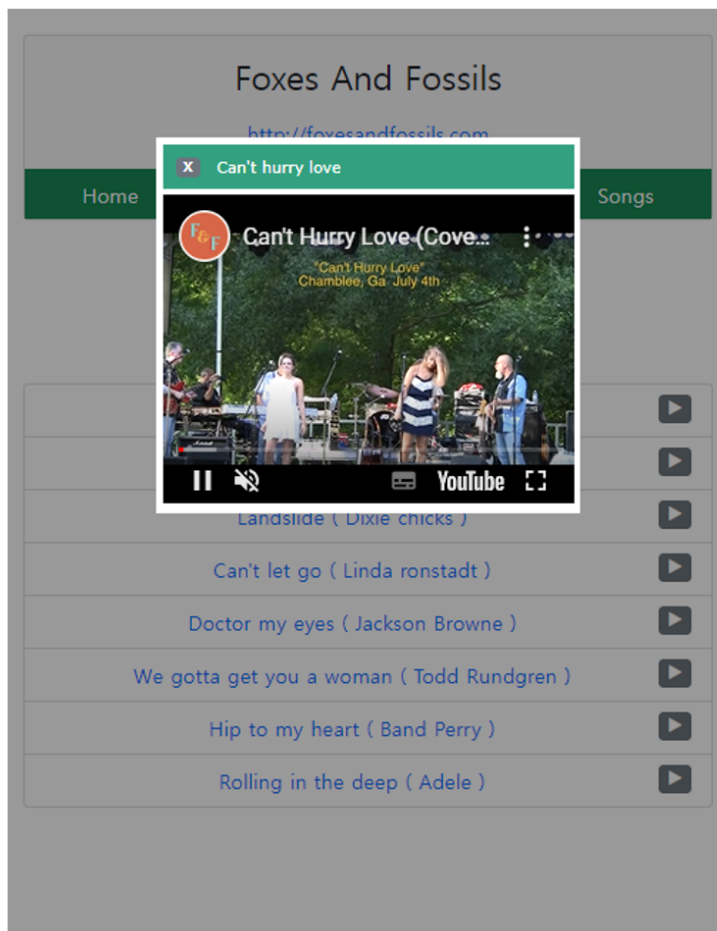 Foxes And Fossils
http://foxesandfossils.com
Home
Songs
X Can't hurry love
F&F Can't Hurry Love (Cove...
"Can't Hurry Love"
Chamblee, Ga July 4th
YouTube
Landslide ( Dixie chicks )
Can't let go ( Linda ronstadt )
Doctor my eyes ( Jackson Browne )
We gotta get you a woman ( Todd Rundgren )
Hip to my heart ( Band Perry )
Rolling in the deep ( Adele )